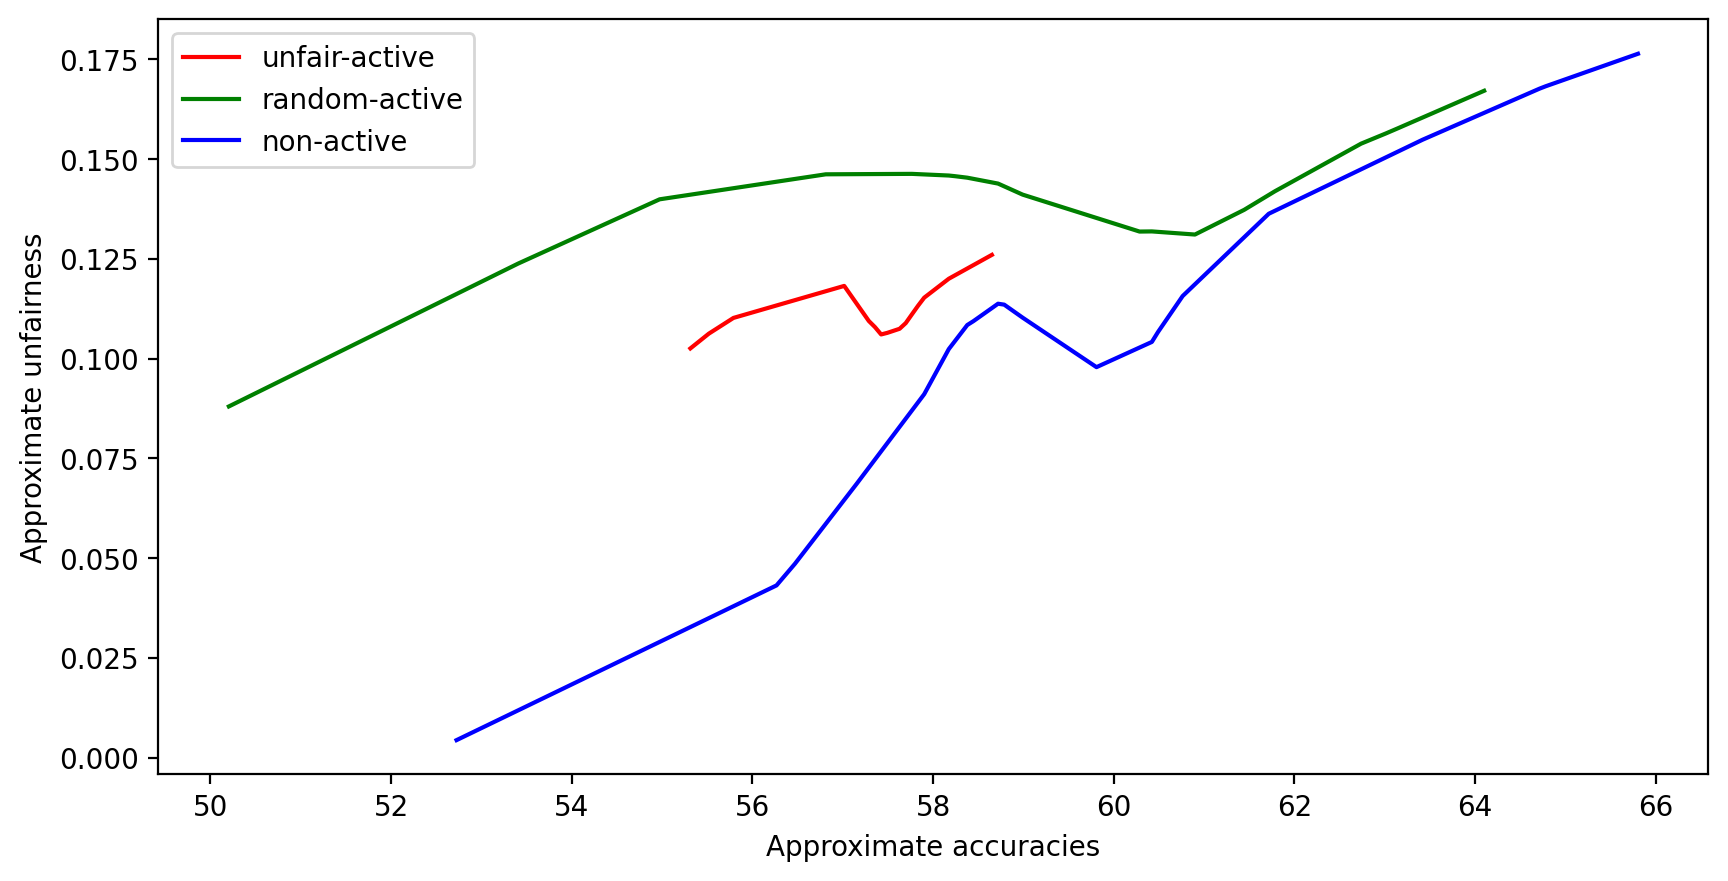 unfair-active
random-active
non-active
Approximate unfairness
0.175
0.150
0.125
0.100
0.075
0.050
0.025
0.000
50 52 54 56 58 60 62 64 66
Approximate accuracies